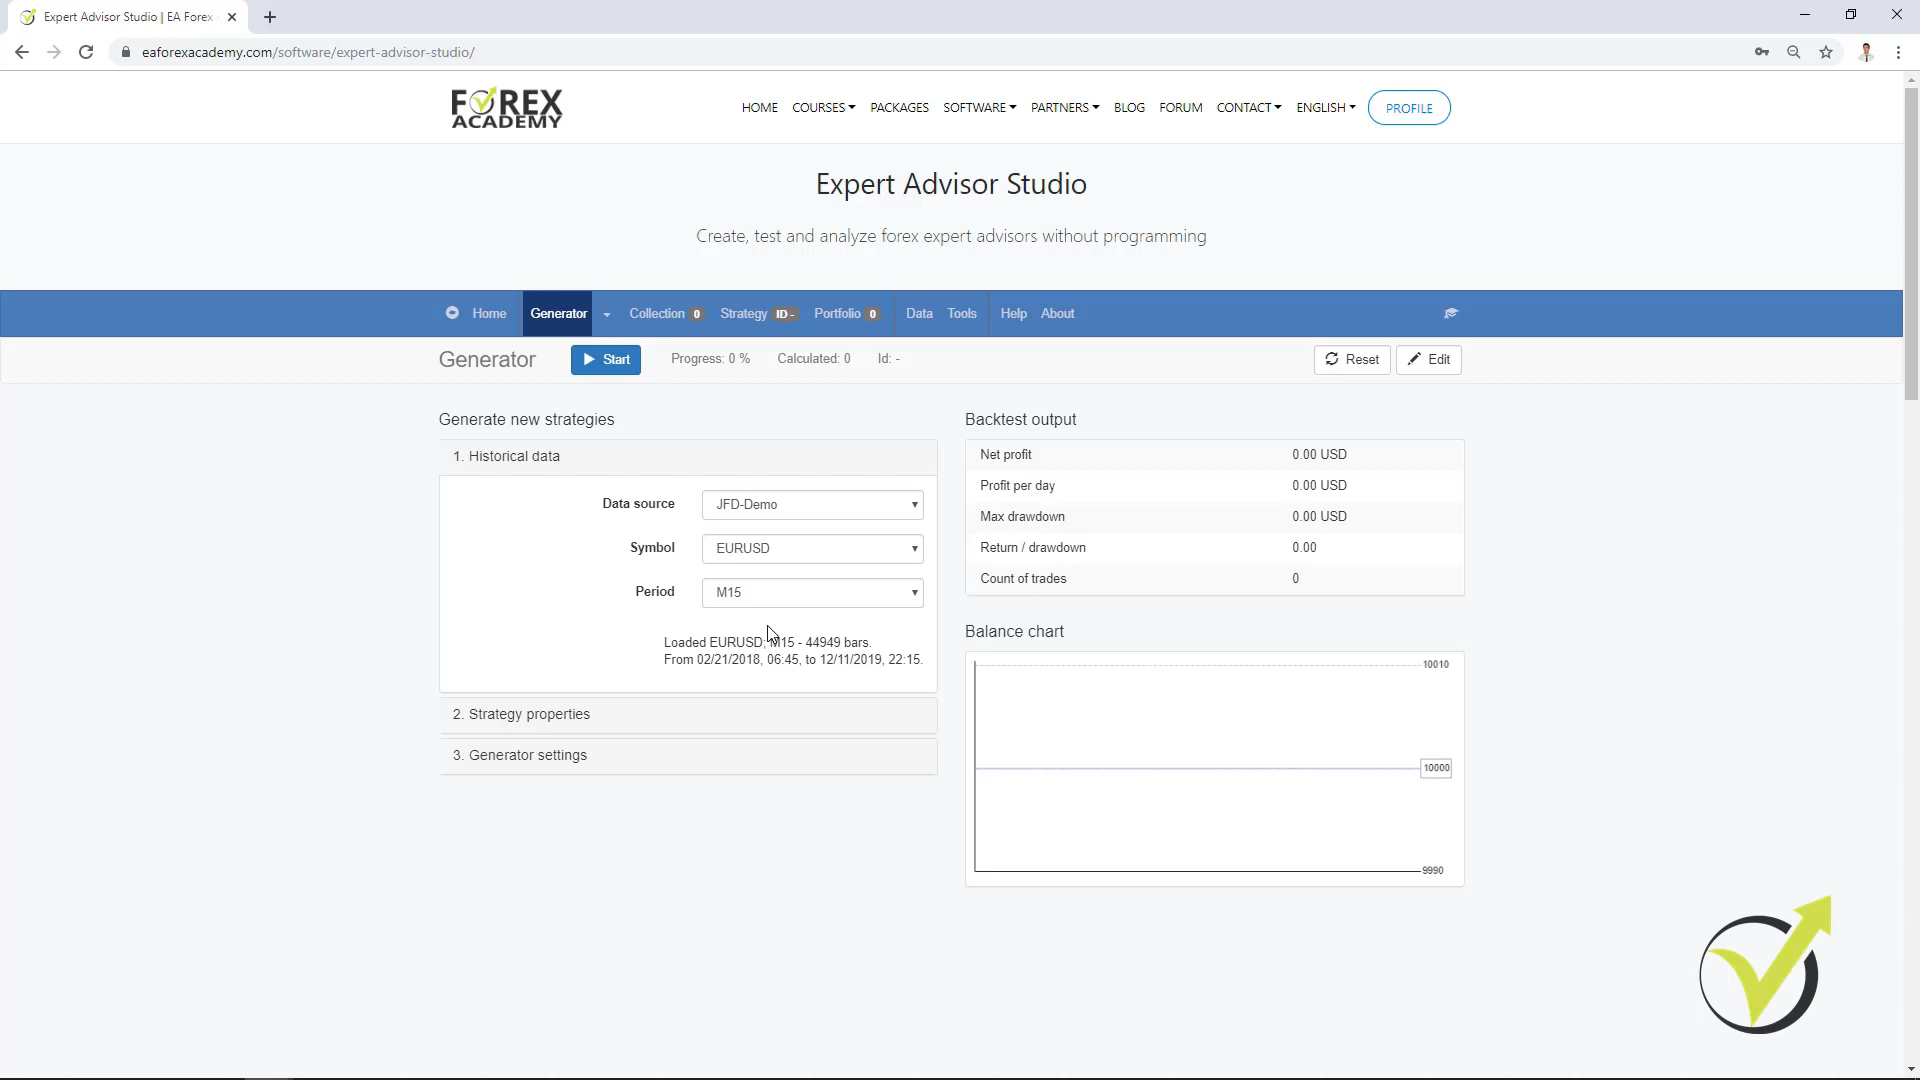 Expert Advisor Studio | EA Forex
eaforexacademy.com/software/expert-advisor-studio/
FOREX
ACADEMY
HOME COURSES PACKAGES SOFTWARE PARTNERS BLOG FORUM CONTACT ENGLISH PROFILE
Expert Advisor Studio
Create, test and analyze forex expert advisors without programming
Home Generator Collection 0 Strategy ID - Portfolio 0 Data Tools Help About
Generator Start Progress: 0 % Calculated: 0 Id: - Reset Edit
Generate new strategies
1. Historical data
Data source JFD-Demo
Symbol EURUSD
Period M15
Loaded EURUSD; M15 - 44949 bars.
From 02/21/2018, 06:45, to 12/11/2019, 22:15.
2. Strategy properties
3. Generator settings
Backtest output
Net profit 0.00 USD
Profit per day 0.00 USD
Max drawdown 0.00 USD
Return / drawdown 0.00
Count of trades 0
Balance chart
10010
10000
9990